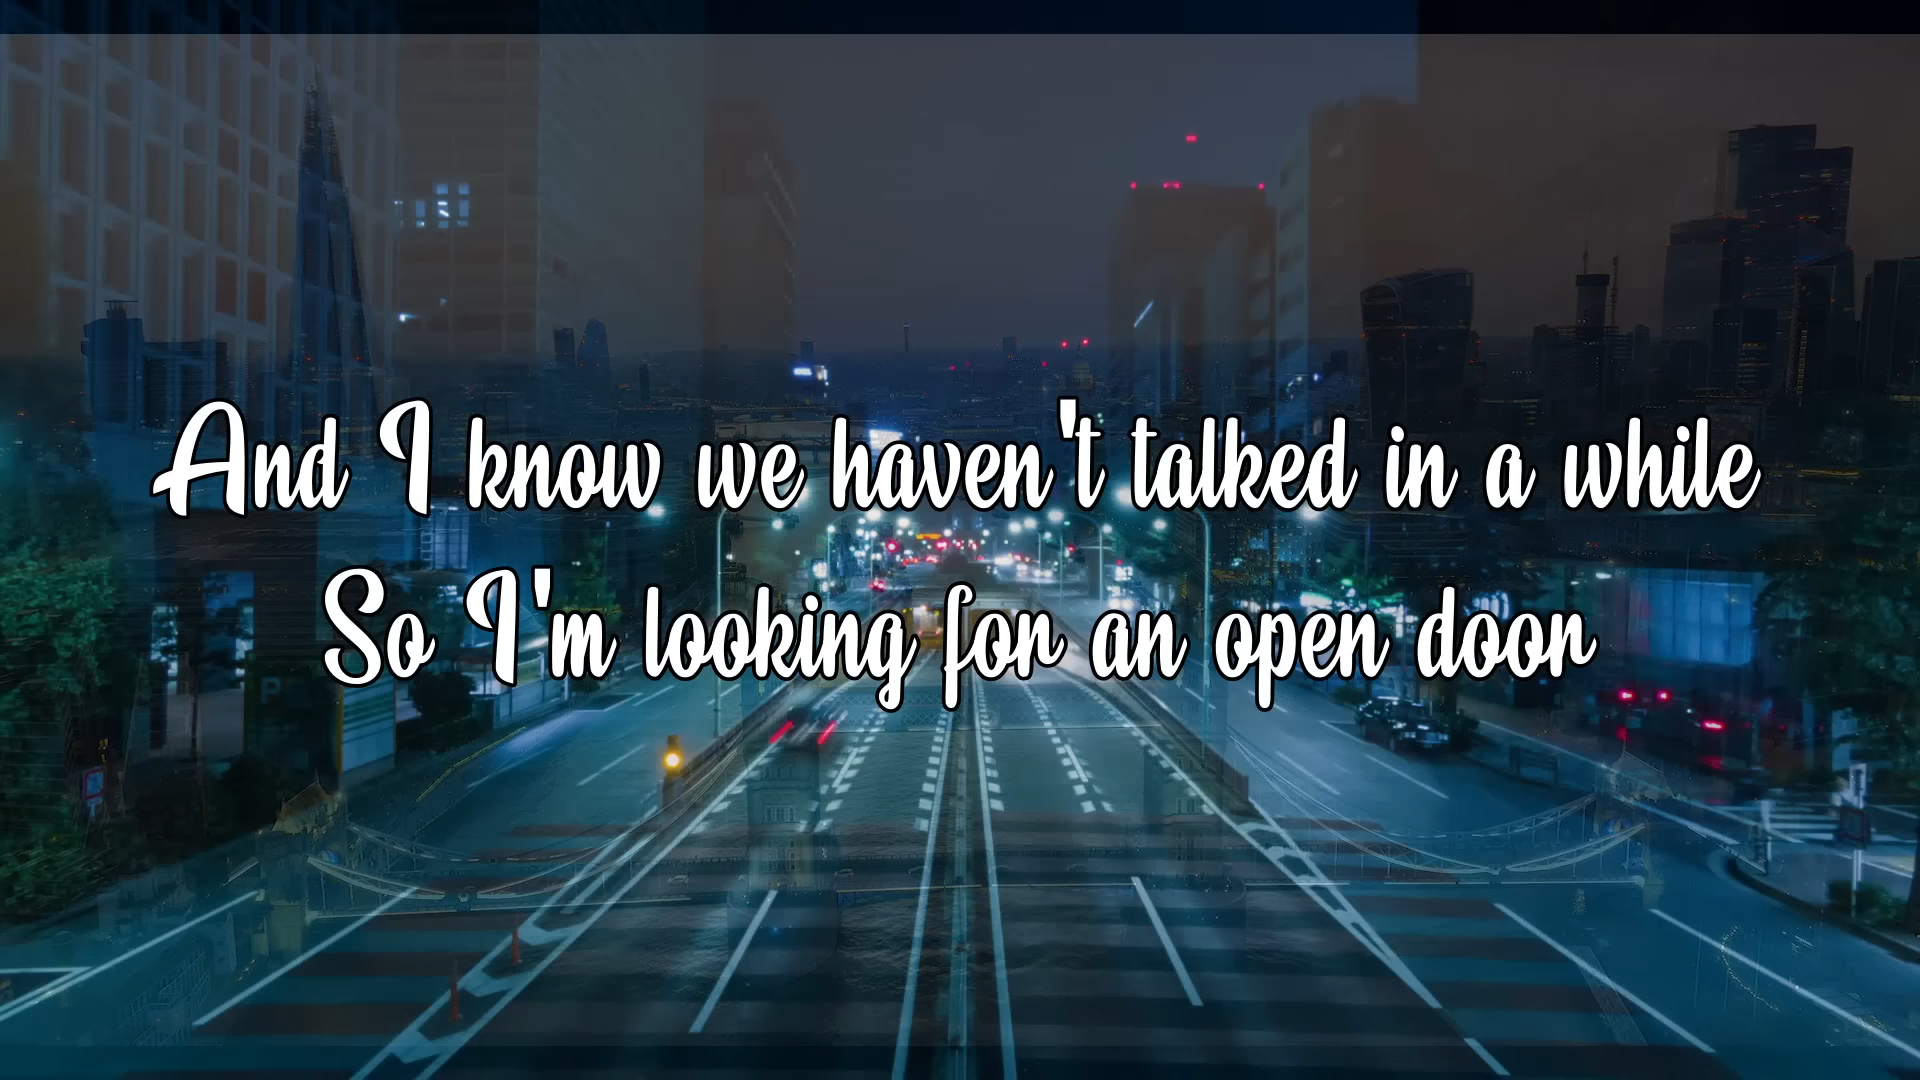 And I know we haven't talked in a while
So I'm looking for an open door